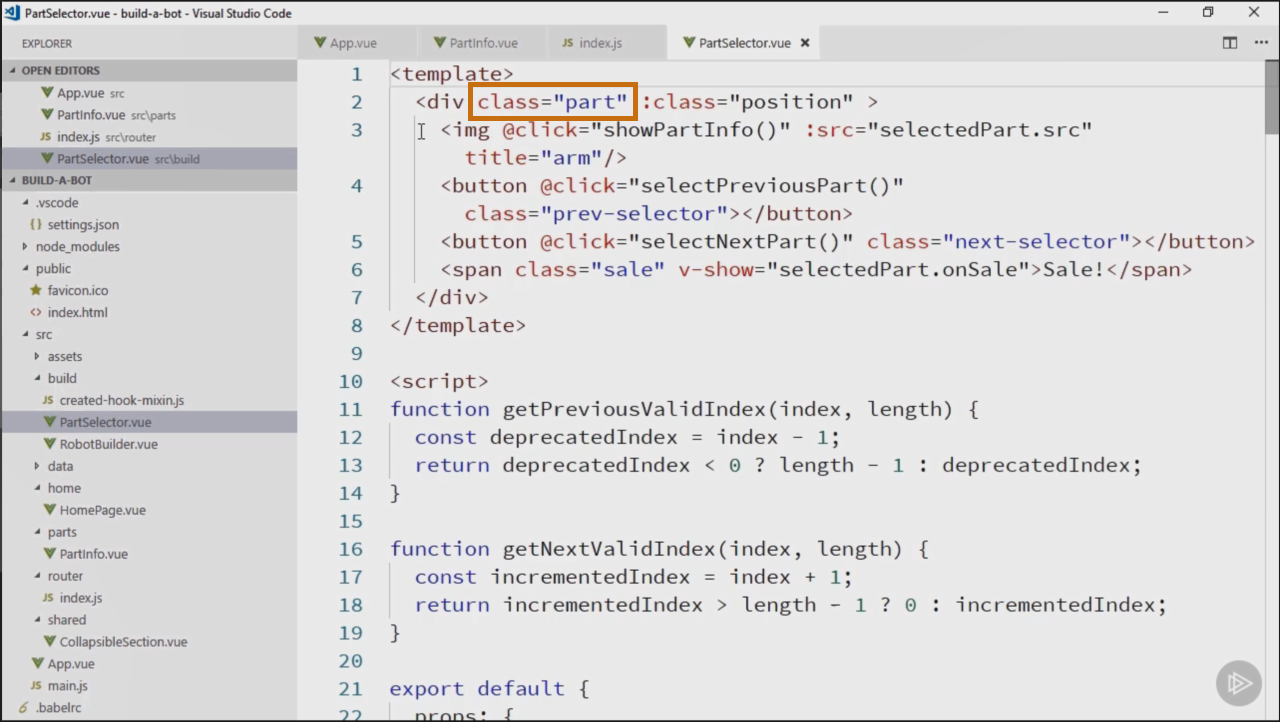 PartSelector.vue - build-a-bot - Visual Studio Code
EXPLORER
OPEN EDITORS
App.vue src
PartInfo.vue src\parts
index.js src\router
PartSelector.vue src\build
BUILD-A-BOT
.vscode
{} settings.json
node_modules
public
favicon.ico
<> index.html
src
assets
build
JS created-hook-mixin.js
PartSelector.vue
RobotBuilder.vue
data
home
HomePage.vue
parts
PartInfo.vue
router
JS index.js
shared
CollapsibleSection.vue
App.vue
JS main.js
.babelrc
App.vue
PartInfo.vue
JS index.js
PartSelector.vue
1 <template>
2 <div class="part" :class="position" >
3 <img @click="showPartInfo()" :src="selectedPart.src"
title="arm"/>
4 <button @click="selectPreviousPart()"
class="prev-selector"></button>
5 <button @click="selectNextPart()" class="next-selector"></button>
6 <span class="sale" v-show="selectedPart.onSale">Sale!</span>
7 </div>
8 </template>
9
10 <script>
11 function getPreviousValidIndex(index, length) {
12 const deprecatedIndex = index - 1;
13 return deprecatedIndex < 0 ? length - 1 : deprecatedIndex;
14 }
15
16 function getNextValidIndex(index, length) {
17 const incrementedIndex = index + 1;
18 return incrementedIndex > length - 1 ? 0 : incrementedIndex;
19 }
20
21 export default {
22 props: {